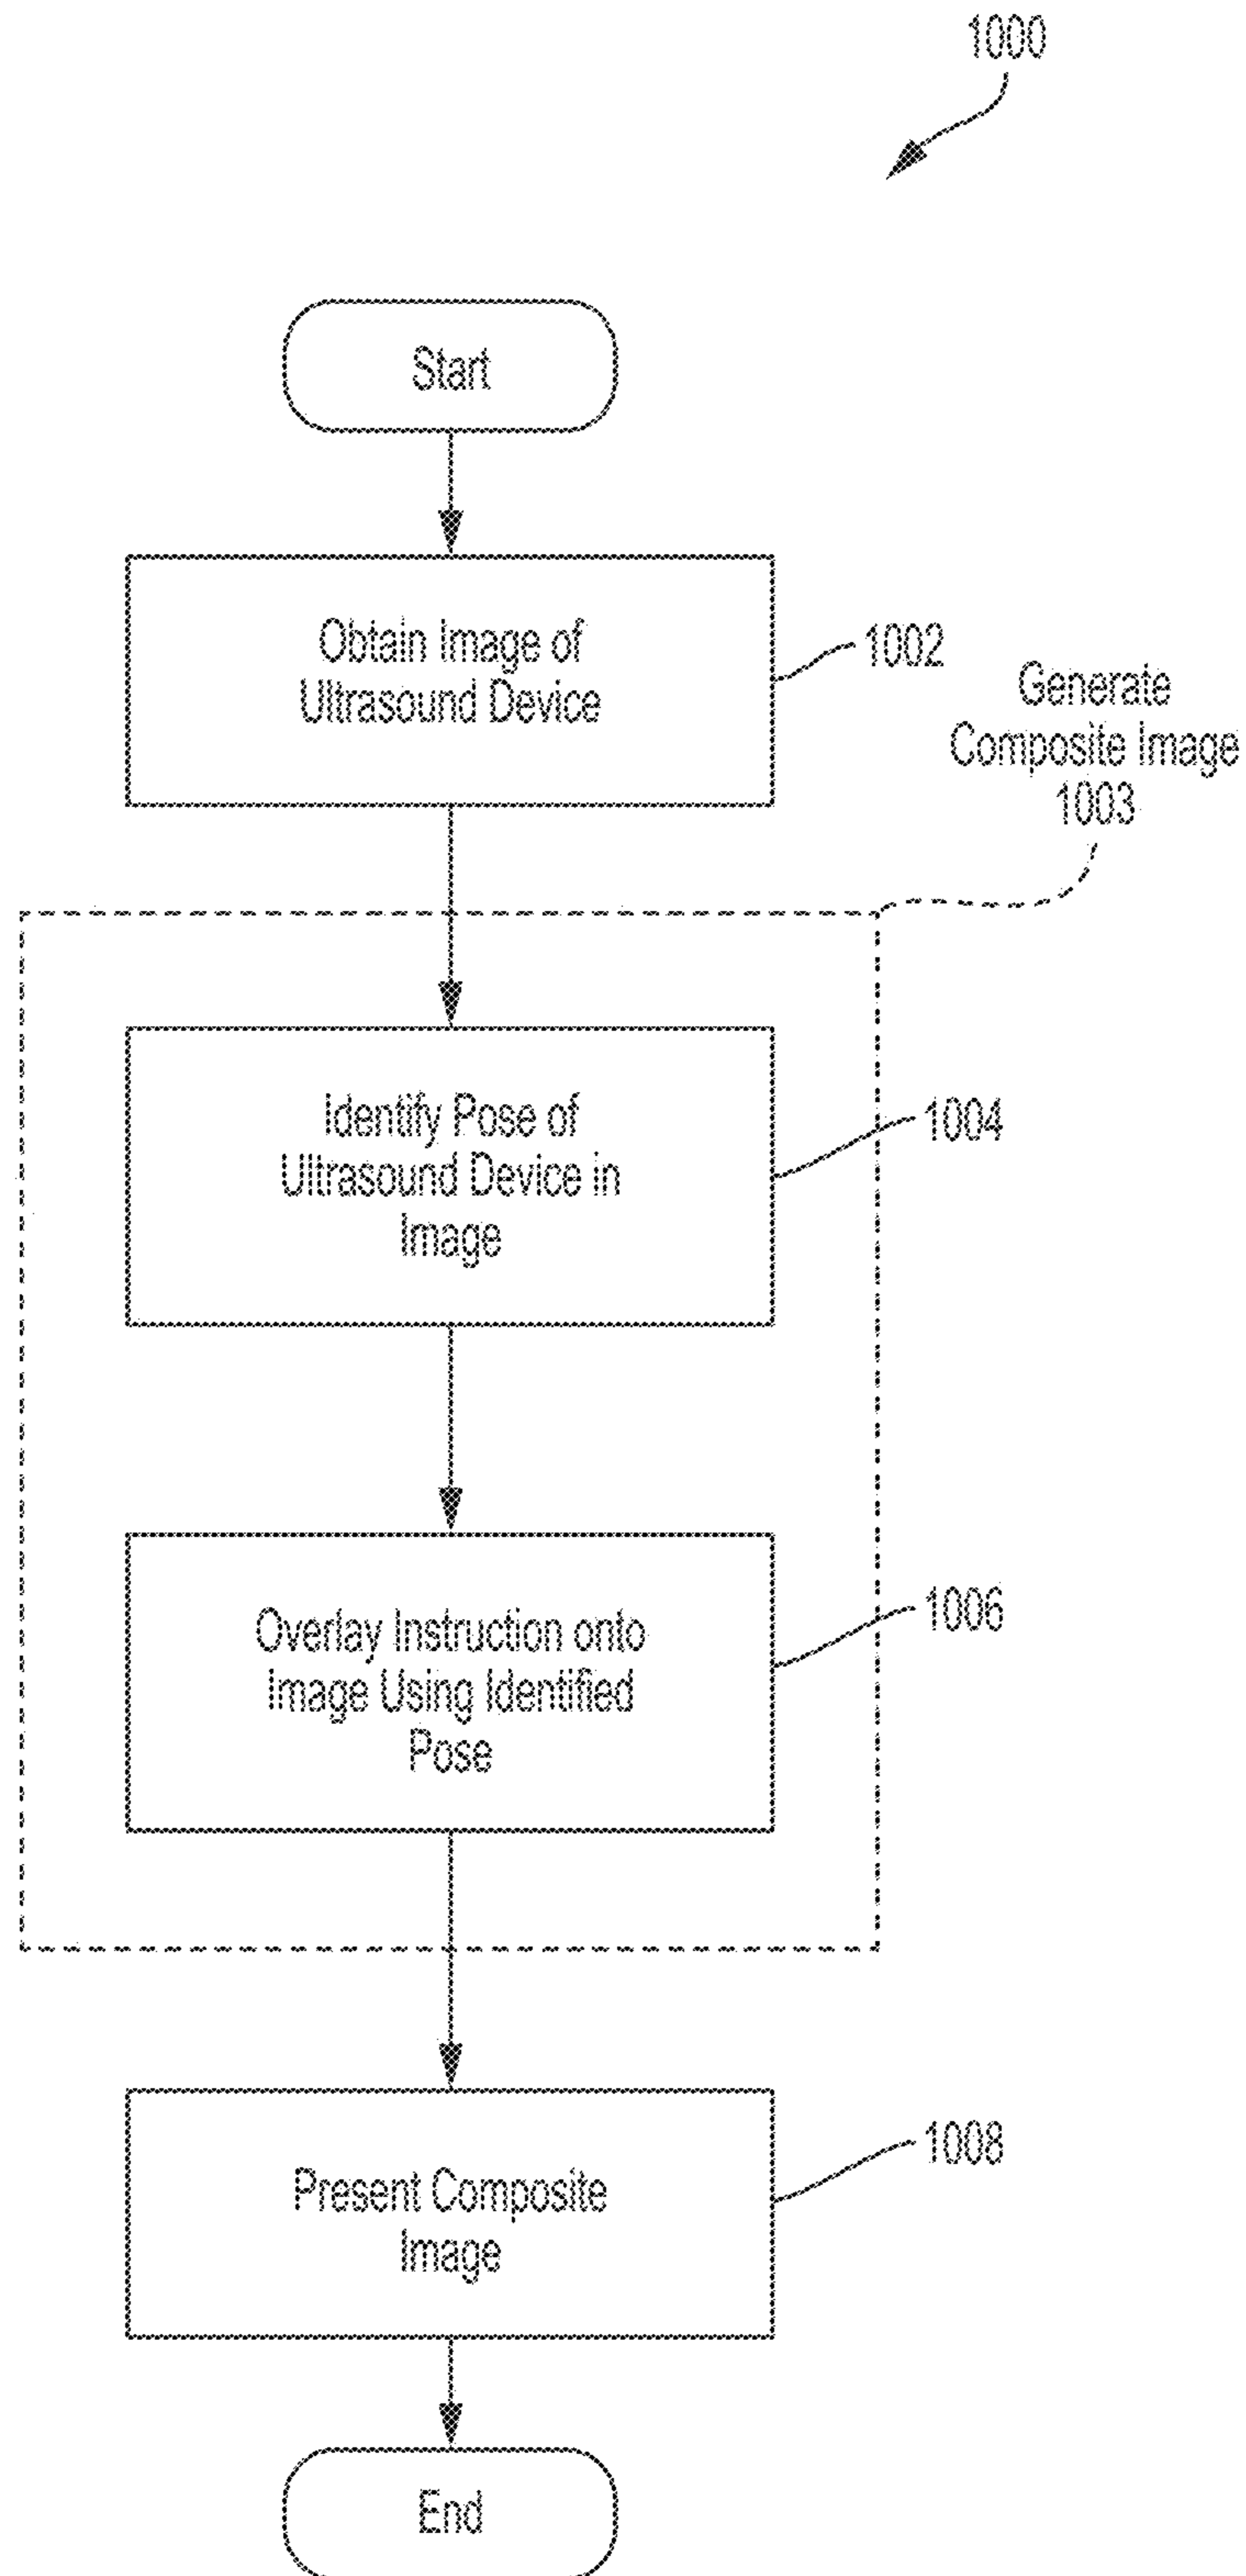 1000
Start
Obtain Image of
Ultrasound Device
1002
Generate
Composite Image
1003
Identify Pose of
Ultrasound Device in
Image
1004
Overlay Instruction onto
Image Using Identified
Pose
1006
Present Composite
Image
1008
End